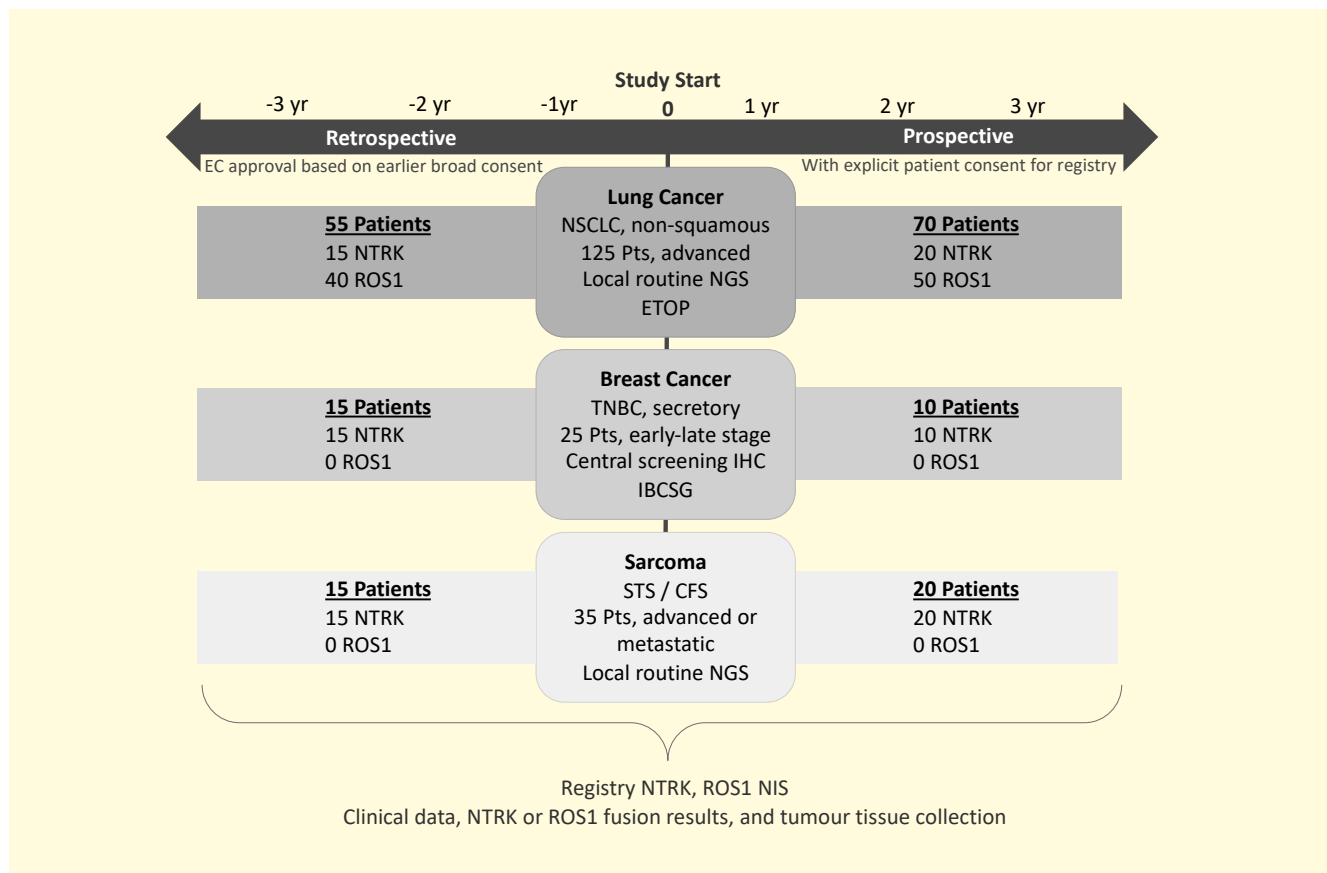 Study Start
-3 yr -2 yr -1yr 0 1 yr 2 yr 3 yr
Retrospective Prospective
EC approval based on earlier broad consent With explicit patient consent for registry
Lung Cancer
55 Patients NSCLC, non-squamous 70 Patients
15 NTRK 125 Pts, advanced 20 NTRK
40 ROS1 Local routine NGS 50 ROS1
ETOP
Breast Cancer
15 Patients TNBC, secretory 10 Patients
15 NTRK 25 Pts, early-late stage 10 NTRK
0 ROS1 Central screening IHC 0 ROS1
IBCSG
Sarcoma
15 Patients STS / CFS 20 Patients
15 NTRK 35 Pts, advanced or 20 NTRK
0 ROS1 metastatic 0 ROS1
Local routine NGS
Registry NTRK, ROS1 NIS
Clinical data, NTRK or ROS1 fusion results, and tumour tissue collection